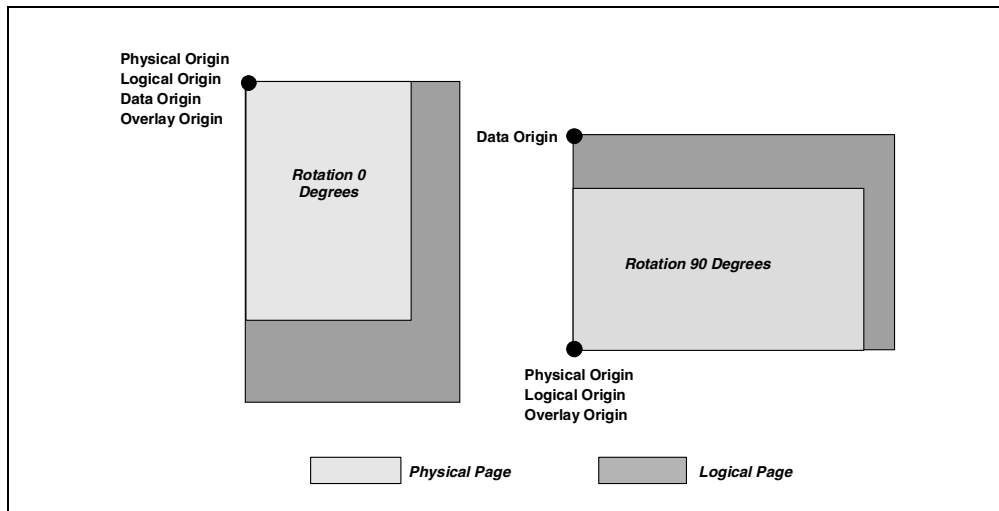 Physical Origin
Logical Origin
Data Origin
Overlay Origin
Rotation 0
Degrees
Data Origin
Rotation 90 Degrees
Physical Origin
Logical Origin
Overlay Origin
Physical Page
Logical Page